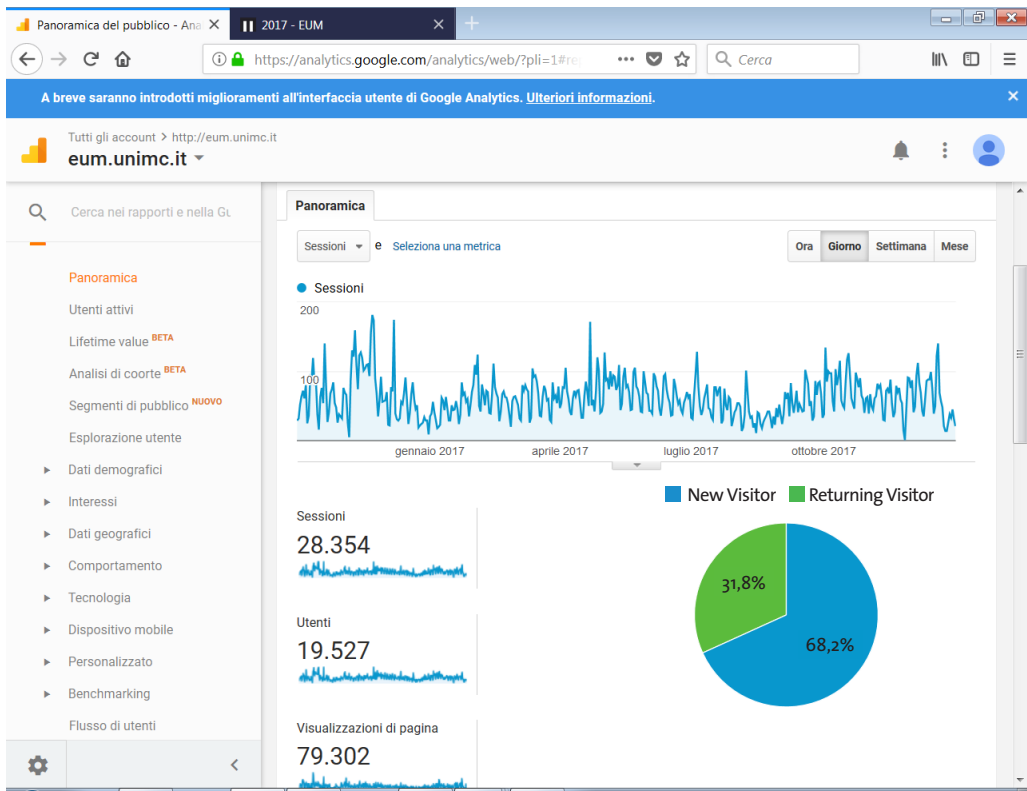 Panoramica del pubblico - Ana
2017 - EUM
https://analytics.google.com/analytics/web/?pli=1#re
Cerca
A breve saranno introdotti miglioramenti all'interfaccia utente di Google Analytics. Ulteriori informazioni.
Tutti gli account > http://eum.unimc.it
eum.unimc.it
Cerca nei rapporti e nella Gu
Panoramica
Utenti attivi
Lifetime value BETA
Analisi di coorte BETA
Segmenti di pubblico NUOVO
Esplorazione utente
Dati demografici
Interessi
Dati geografici
Comportamento
Tecnologia
Dispositivo mobile
Personalizzato
Benchmarking
Flusso di utenti
Panoramica
Sessioni e Seleziona una metrica
Ora Giorno Settimana Mese
Sessioni
200
100
gennaio 2017 aprile 2017 luglio 2017 ottobre 2017
New Visitor Returning Visitor
Sessioni
28.354
31,8%
68,2%
Utenti
19.527
Visualizzazioni di pagina
79.302